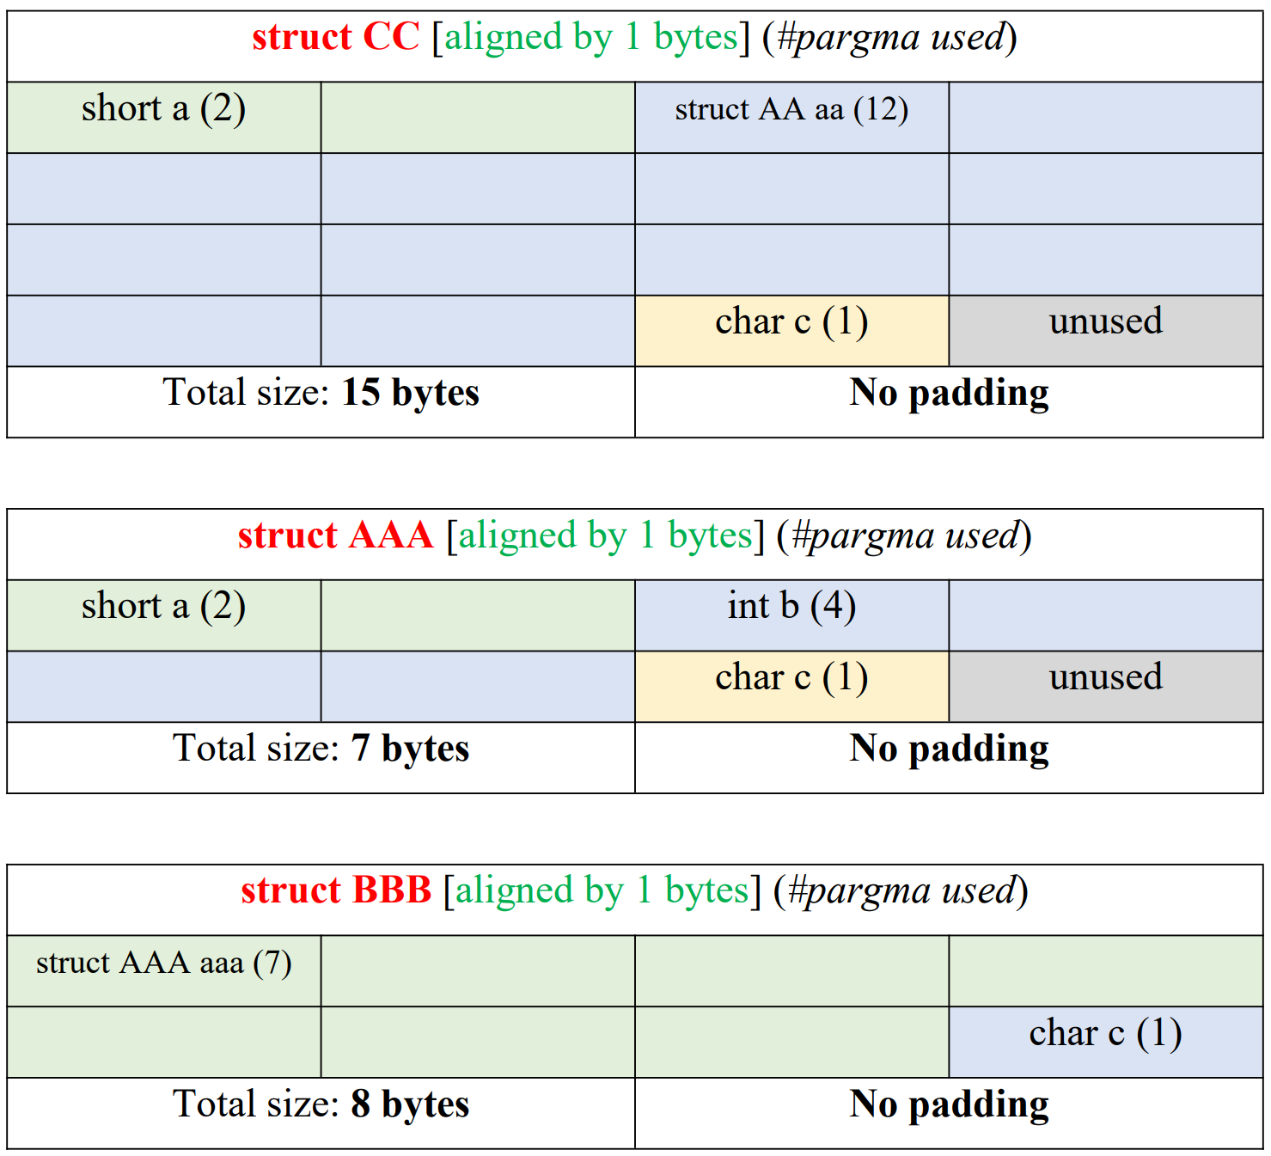 struct CC [aligned by 1 bytes] (#pargma used)
short a (2) struct AA aa (12)
char c (1) unused
Total size: 15 bytes No padding
struct AAA [aligned by 1 bytes] (#pargma used)
short a (2) int b (4)
char c (1) unused
Total size: 7 bytes No padding
struct BBB [aligned by 1 bytes] (#pargma used)
struct AAA aaa (7)
char c (1)
Total size: 8 bytes No padding